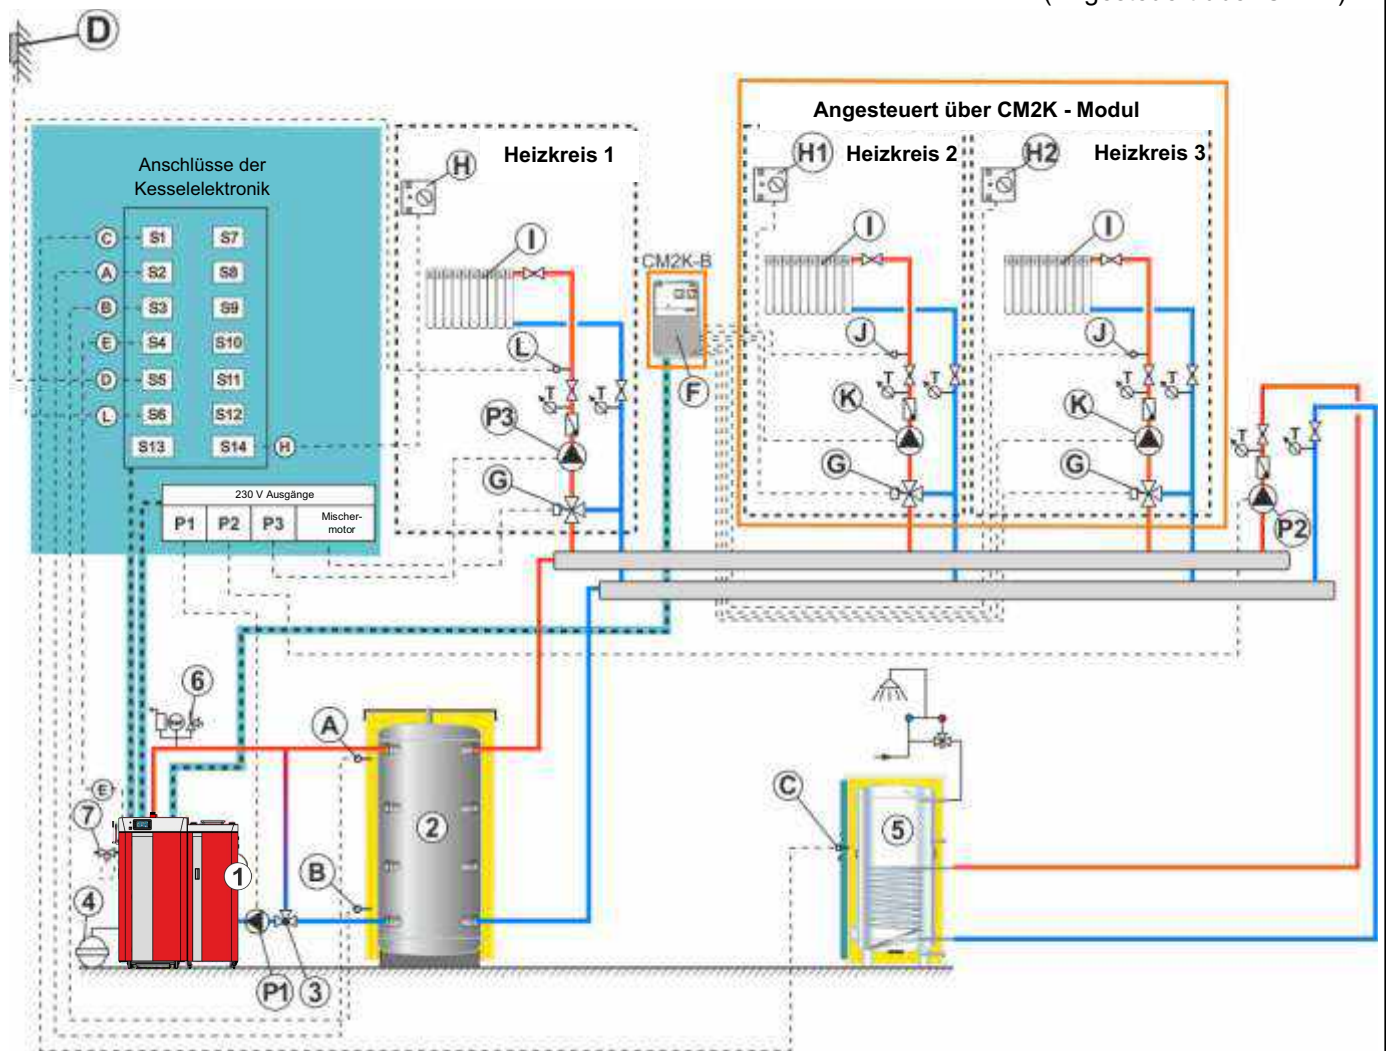 D
Angesteuert über CM2K - Modul
Anschlüsse der
Kesselelektronik
H
Heizkreis 1
H1
Heizkreis 2
H2
Heizkreis 3
C
S1
S7
A
S2
S8
B
S3
S9
E
S4
S10
D
S5
S11
L
S6
S12
S13
S14
H
I
CM2K-B
I
I
L
F
J
J
T
T
T
T
T
T
P3
K
K
T
T
G
G
G
P2
230 V Ausgänge
P1
P2
P3
Mischer-
motor
6
A
2
C
5
E
7
1
B
4
P1
3